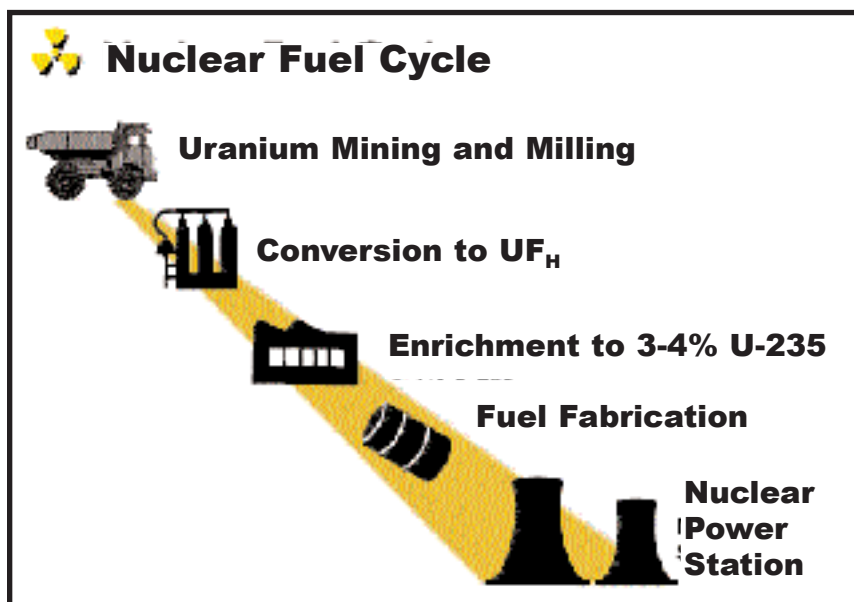 Nuclear Fuel Cycle
Uranium Mining and Milling
Conversion to UFH
Enrichment to 3-4% U-235
Fuel Fabrication
Nuclear
Power
Station